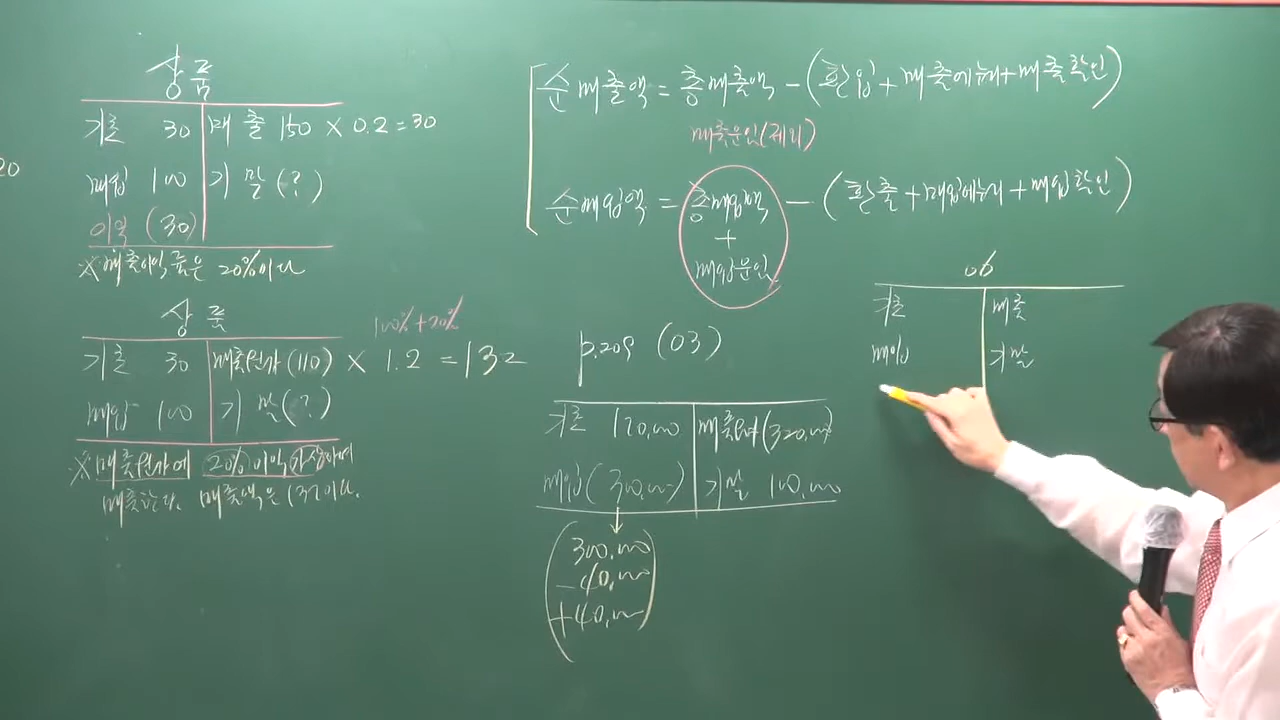 상품
기초 30 매출 150 × 0.2 = 30
매입 100 기말 (?)
이익 (30)
※ 매출이익률은 20%이다
20
상품
100% + 20%
기초 30 매출원가 (110) × 1.2 = 132
매입 100 기말 (?)
※ 매출원가에 20% 이익 가산하여
매출한다. 매출액은 132이다.
순매출액 = 총매출액 - (환입 + 매출에누리 + 매출할인)
매출운임(제외)
순매입액 = 총매입액 - (환출 + 매입에누리 + 매입할인)
+
매입운임
p.209 (03)
기초 120,000 매출원가 (320,000)
매입 (300,000) 기말 100,000
300,000
-40,000
+40,000
06
기초 매출
매입 기말